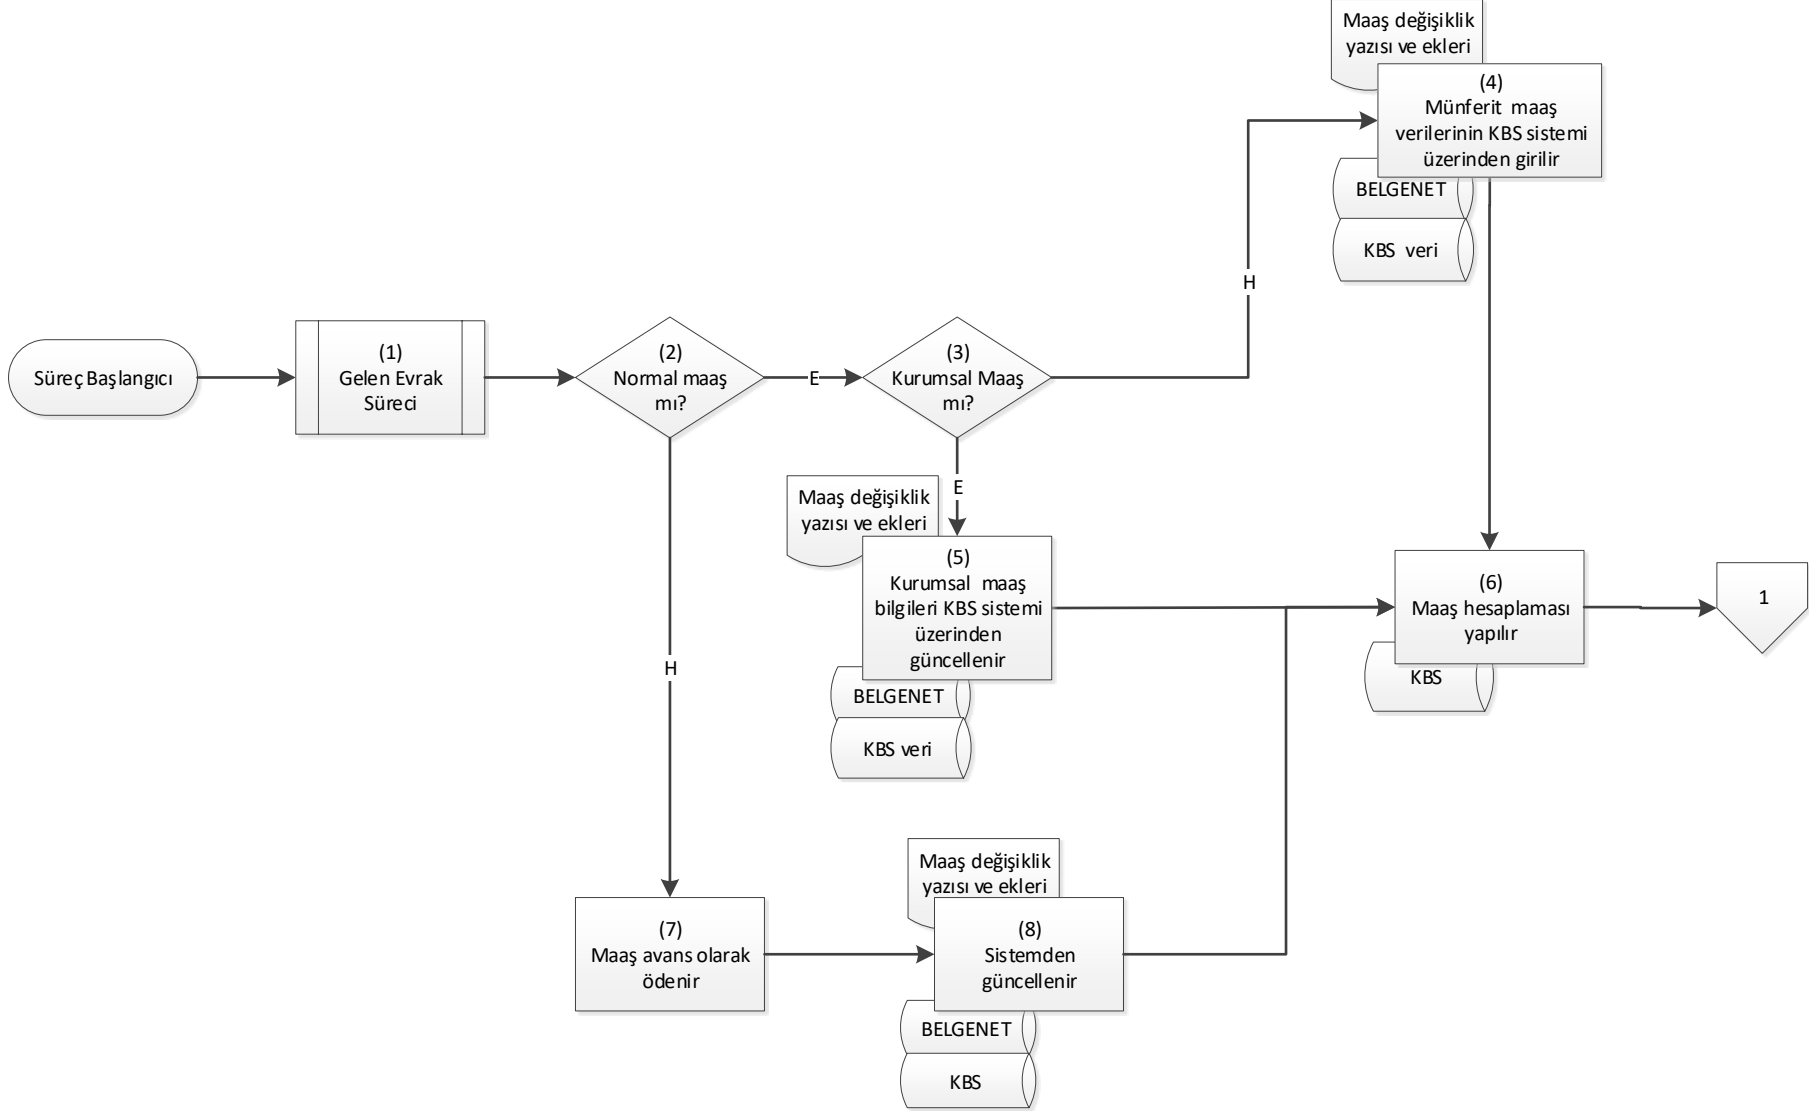 Maaş değişiklik
yazısı ve ekleri
(4)
Münferit maaş
verilerinin KBS sistemi
üzerinden girilir
BELGENET
KBS veri
H
Süreç Başlangıcı
(1)
Gelen Evrak
Süreci
(2)
Normal maaş
mı?
E
(3)
Kurumsal Maaş
mı?
E
Maaş değişiklik
yazısı ve ekleri
(5)
Kurumsal maaş
bilgileri KBS sistemi
üzerinden
güncellenir
BELGENET
KBS veri
(6)
Maaş hesaplaması
yapılır
KBS
1
H
(7)
Maaş avans olarak
ödenir
Maaş değişiklik
yazısı ve ekleri
(8)
Sistemden
güncellenir
BELGENET
KBS